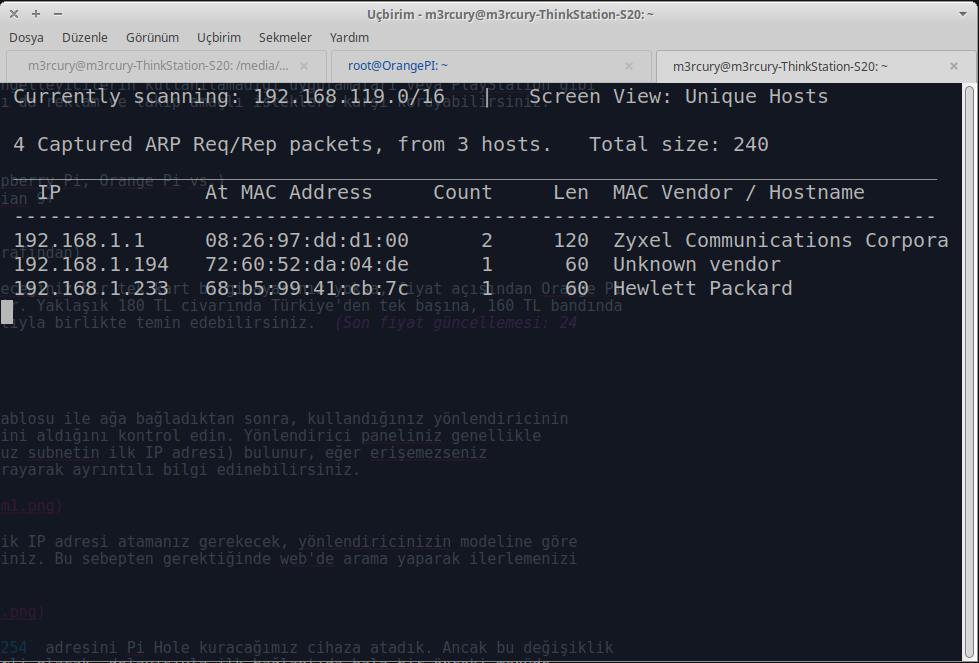 Uçbirim - m3rcury@m3rcury-ThinkStation-S20: ~
Dosya Düzenle Görünüm Uçbirim Sekmeler Yardım
m3rcury@m3rcury-ThinkStation-S20: /media/... root@OrangePI: ~ m3rcury@m3rcury-ThinkStation-S20: ~
Currently scanning: 192.168.119.0/16 | Screen View: Unique Hosts
4 Captured ARP Req/Rep packets, from 3 hosts. Total size: 240
IP At MAC Address Count Len MAC Vendor / Hostname
-----------------------------------------------------------------------------
192.168.1.1 08:26:97:dd:d1:00 2 120 Zyxel Communications Corpora
192.168.1.194 72:60:52:da:04:de 1 60 Unknown vendor
192.168.1.233 68:b5:99:41:cb:7c 1 60 Hewlett Packard
r. Yaklaşık 180 TL civarında Türkiye'den tek başına, 160 TL bandında
ıyla birlikte temin edebilirsiniz. (Son fiyat güncellemesi: 24
ablosu ile ağa bağladıktan sonra, kullandığınız yönlendiricinin
ini aldığını kontrol edin. Yönlendirici paneliniz genellikle
uz subnetin ilk IP adresi) bulunur, eğer erişemezseniz
rayarak ayrıntılı bilgi edinebilirsiniz.
m1.png)
ik IP adresi atamanız gerekecek, yönlendiricinizin modeline göre
iniz. Bu sebepten gerektiğinde web'de arama yaparak ilerlemenizi
.png)
254 adresini Pi Hole kuracağımız cihaza atadık. Ancak bu değişiklik